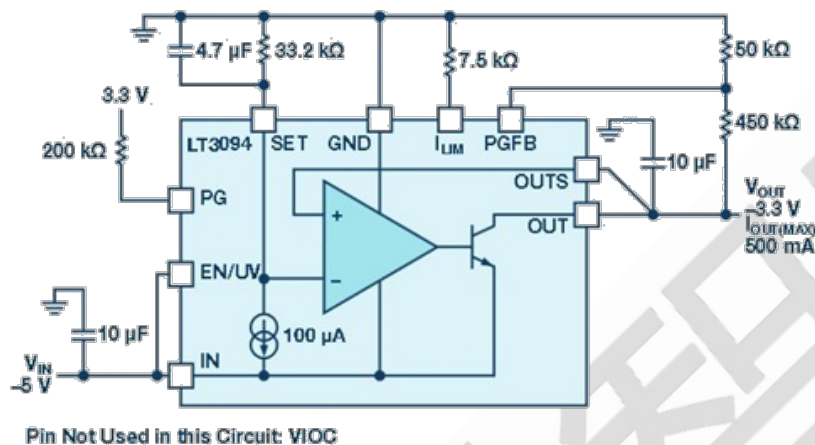 4.7 µF
33.2 kΩ
7.5 kΩ
50 kΩ
3.3 V
450 kΩ
LT3094
SET
GND
ILIM
PGFB
200 kΩ
10 µF
OUTS
PG
VOUT
–3.3 V
OUT
IOUT(MAX)
500 mA
EN/UV
10 µF
100 µA
VIN
–5 V
IN
Pin Not Used in this Circuit: VIOC